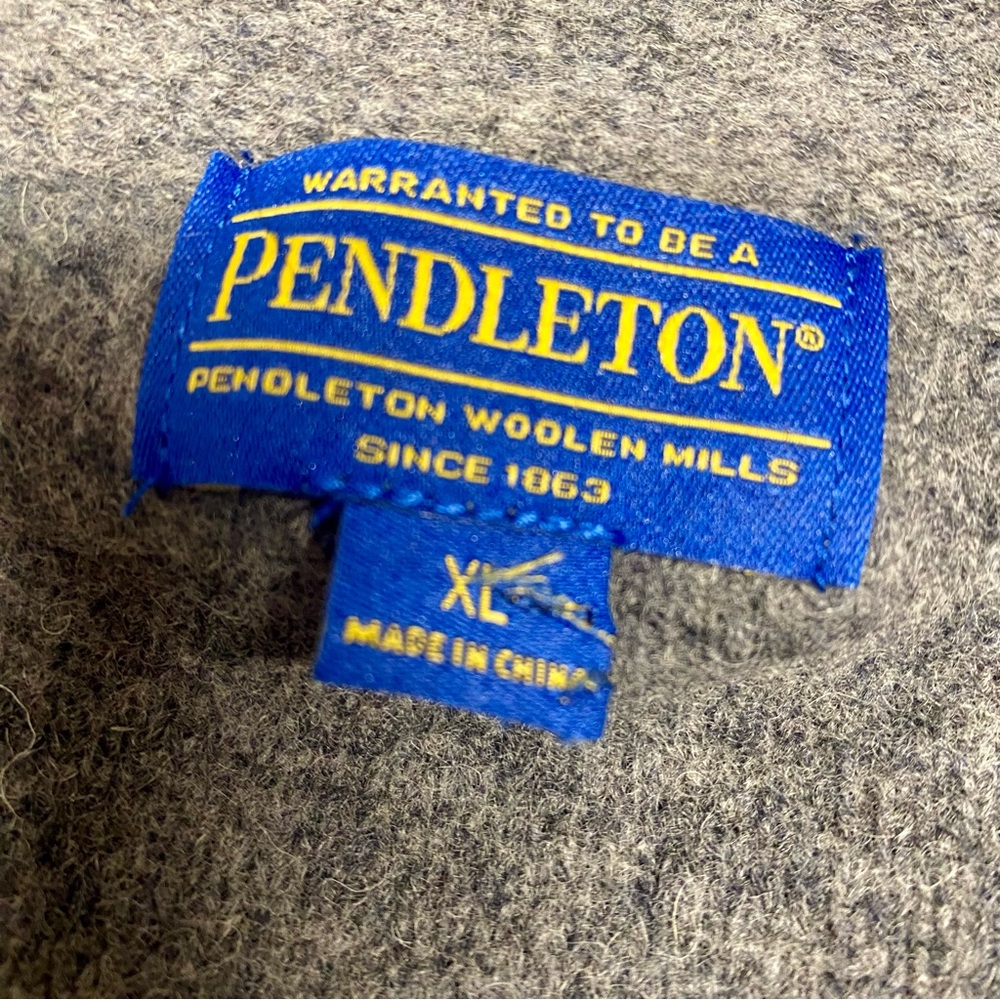 WARRANTED TO BE A
PENDLETON®
PENDLETON WOOLEN MILLS
SINCE 1863
XL
MADE IN CHINA